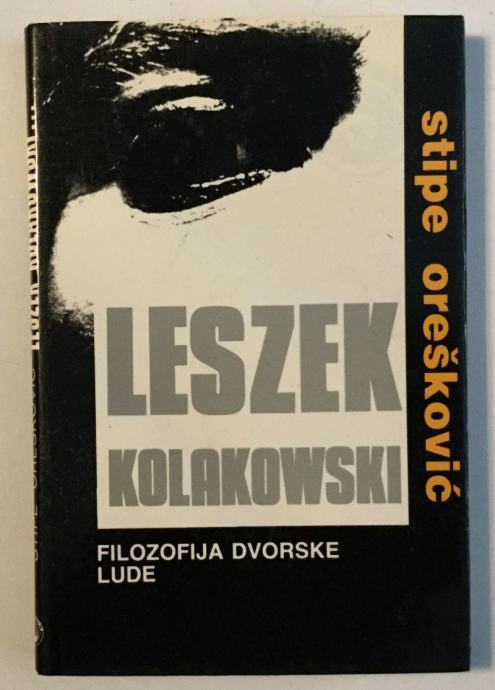 stipe orešković
LESZEK
KOLAKOWSKI
FILOZOFIJA DVORSKE
LUDE